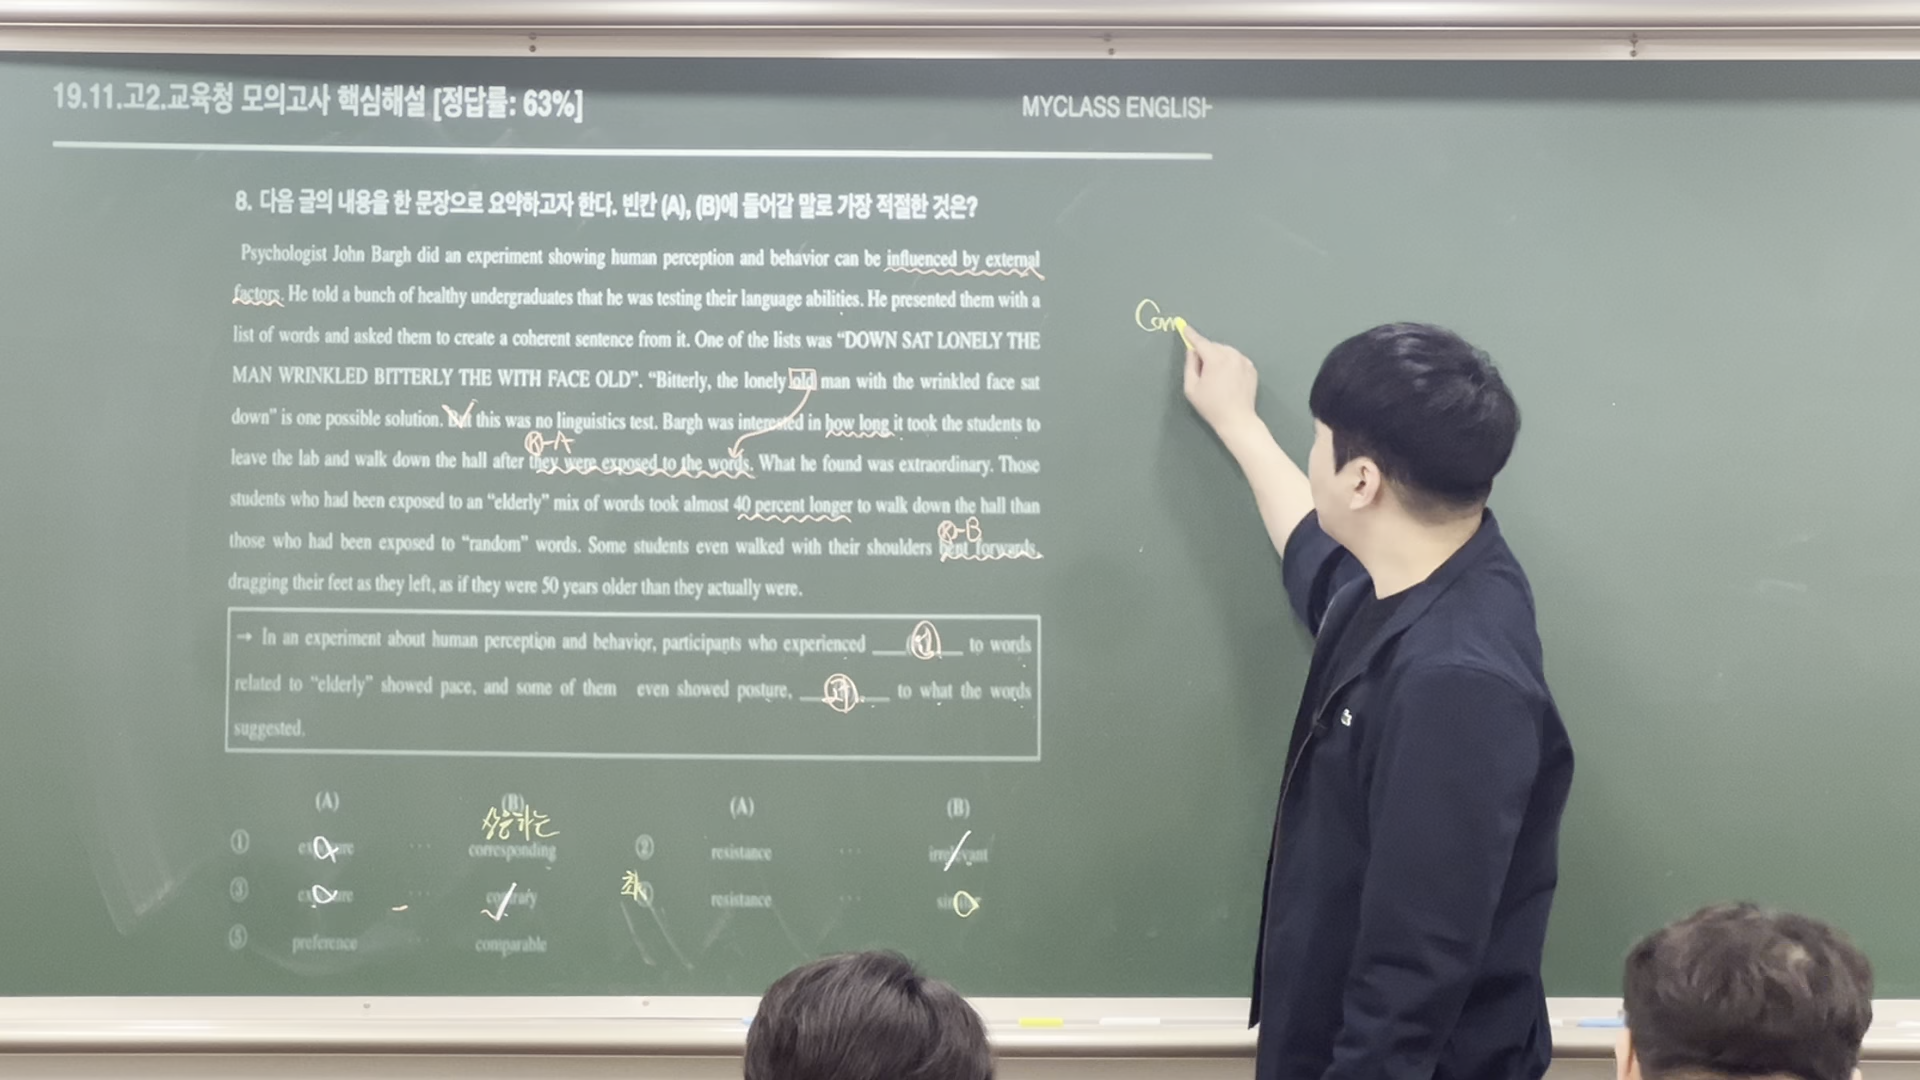 19.11.고2.교육청 모의고사 핵심해설 [정답률: 63%]
MYCLASS ENGLISH
8. 다음 글의 내용을 한 문장으로 요약하고자 한다. 빈칸 (A), (B)에 들어갈 말로 가장 적절한 것은?
Psychologist John Bargh did an experiment showing human perception and behavior can be influenced by external
factors. He told a bunch of healthy undergraduates that he was testing their language abilities. He presented them with a
list of words and asked them to create a coherent sentence from it. One of the lists was “DOWN SAT LONELY THE
MAN WRINKLED BITTERLY THE WITH FACE OLD”. “Bitterly, the lonely old man with the wrinkled face sat
down” is one possible solution. But this was no linguistics test. Bargh was interested in how long it took the students to
Ⓚ-A
leave the lab and walk down the hall after they were exposed to the words. What he found was extraordinary. Those
students who had been exposed to an “elderly” mix of words took almost 40 percent longer to walk down the hall than
Ⓚ-B
those who had been exposed to “random” words. Some students even walked with their shoulders bent forwards,
dragging their feet as they left, as if they were 50 years older than they actually were.
→ In an experiment about human perception and behavior, participants who experienced to words
related to “elderly” showed pace, and some of them even showed posture, to what the words
suggested.
(A) (B) (A) (B)
상응하는
① exposure ··· corresponding ② resistance ··· irrelevant
③ exposure ··· contrary resistance ··· similar
⑤ preference ··· comparable
Com